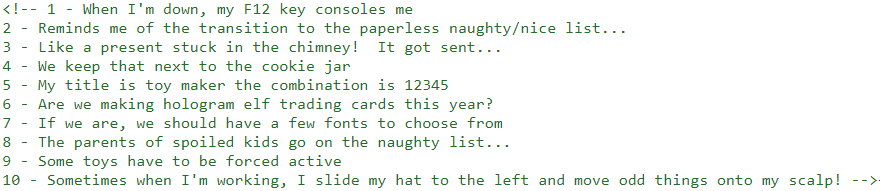 <!-- 1 - When I'm down, my F12 key consoles me
2 - Reminds me of the transition to the paperless naughty/nice list...
3 - Like a present stuck in the chimney!  It got sent...
4 - We keep that next to the cookie jar
5 - My title is toy maker the combination is 12345
6 - Are we making hologram elf trading cards this year?
7 - If we are, we should have a few fonts to choose from
8 - The parents of spoiled kids go on the naughty list...
9 - Some toys have to be forced active
10 - Sometimes when I'm working, I slide my hat to the left and move odd things onto my scalp! -->